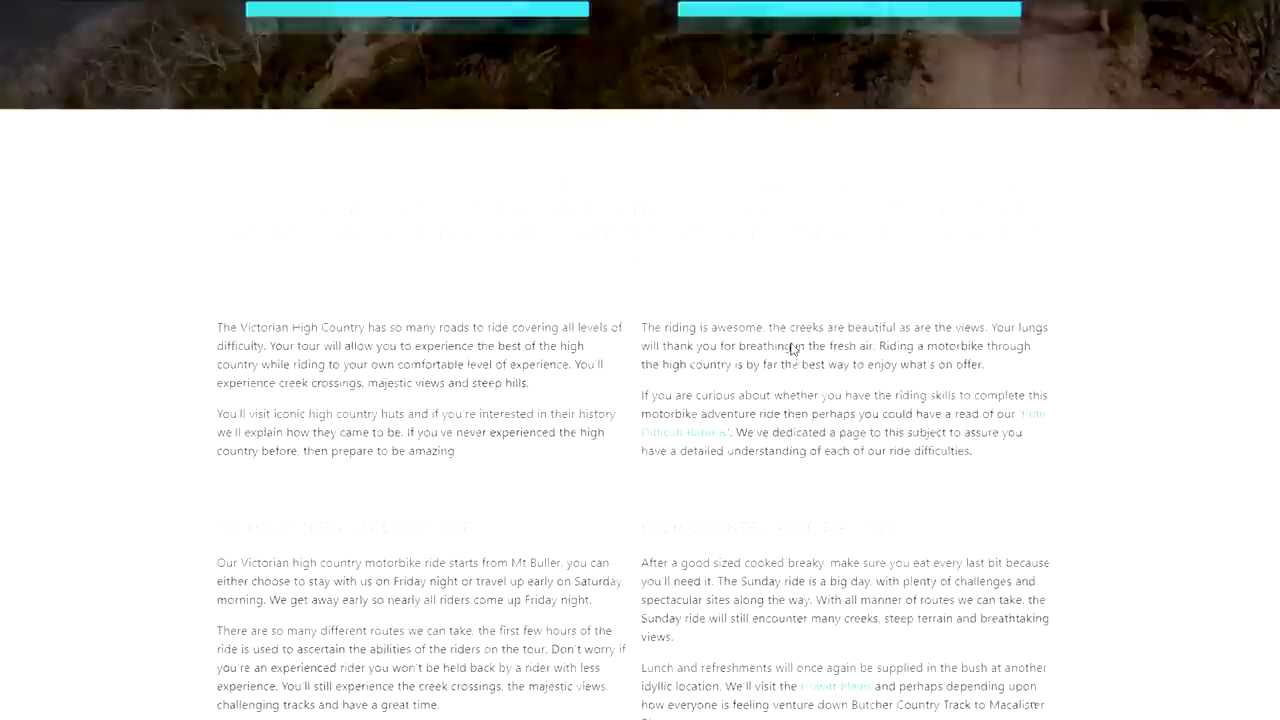 The Victorian High Country has so many roads to ride covering all levels of
difficulty. Your tour will allow you to experience the best of the high
country while riding to your own comfortable level of experience. You'll
experience creek crossings, majestic views and steep hills.
You'll visit iconic high country huts and if you're interested in their history
we'll explain how they came to be. If you've never experienced the high
country before, then prepare to be amazing
The riding is awesome, the creeks are beautiful as are the views. Your lungs
will thank you for breathing in the fresh air. Riding a motorbike through
the high country is by far the best way to enjoy what's on offer.
If you are curious about whether you have the riding skills to complete this
motorbike adventure ride then perhaps you could have a read of our 'Ride
Difficult Ratings'. We've dedicated a page to this subject to assure you
have a detailed understanding of each of our ride difficulties.
Our Victorian high country motorbike ride starts from Mt Buller, you can
either choose to stay with us on Friday night or travel up early on Saturday
morning. We get away early so nearly all riders come up Friday night.
There are so many different routes we can take, the first few hours of the
ride is used to ascertain the abilities of the riders on the tour. Don't worry if
you're an experienced rider you won't be held back by a rider with less
experience. You'll still experience the creek crossings, the majestic views,
challenging tracks and have a great time.
After a good sized cooked breaky, make sure you eat every last bit because
you'll need it. The Sunday ride is a big day, with plenty of challenges and
spectacular sites along the way. With all manner of routes we can take, the
Sunday ride will still encounter many creeks, steep terrain and breathtaking
views.
Lunch and refreshments will once again be supplied in the bush at another
idyllic location. We'll visit the Howitt Plains and perhaps depending upon
how everyone is feeling venture down Butcher Country Track to Macalister